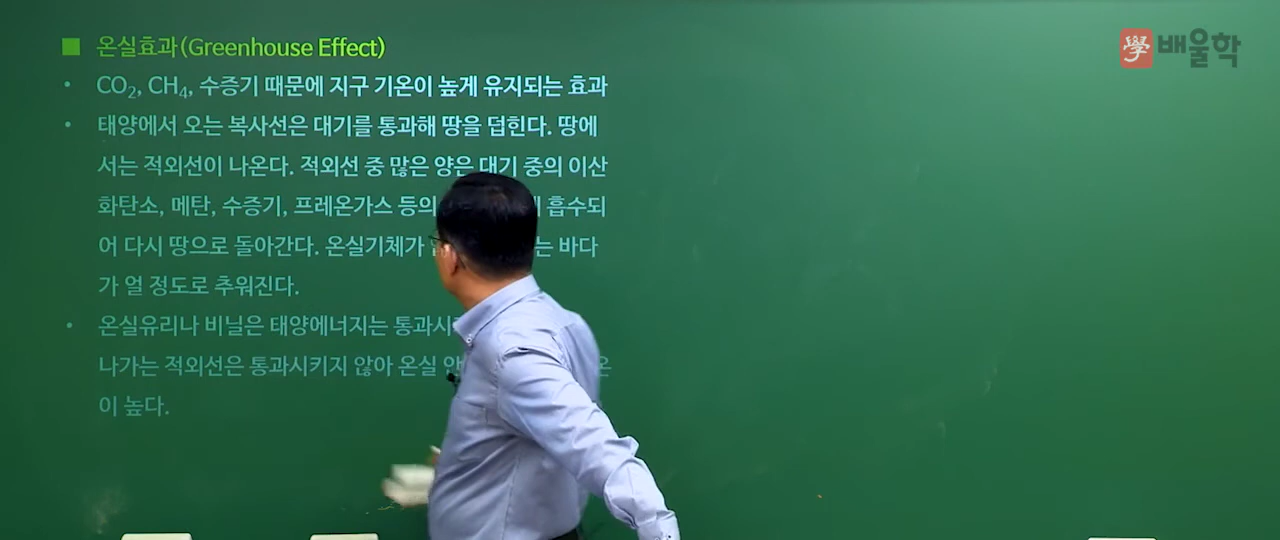 ■ 온실효과(Greenhouse Effect)
學 배울학
• CO₂, CH₄, 수증기 때문에 지구 기온이 높게 유지되는 효과
• 태양에서 오는 복사선은 대기를 통과해 땅을 덥힌다. 땅에
서는 적외선이 나온다. 적외선 중 많은 양은 대기 중의 이산
화탄소, 메탄, 수증기, 프레온가스 등의 흡수되
어 다시 땅으로 돌아간다. 온실기체가 바다
가 얼 정도로 추워진다.
• 온실유리나 비닐은 태양에너지는 통과시
나가는 적외선은 통과시키지 않아 온실
이 높다.